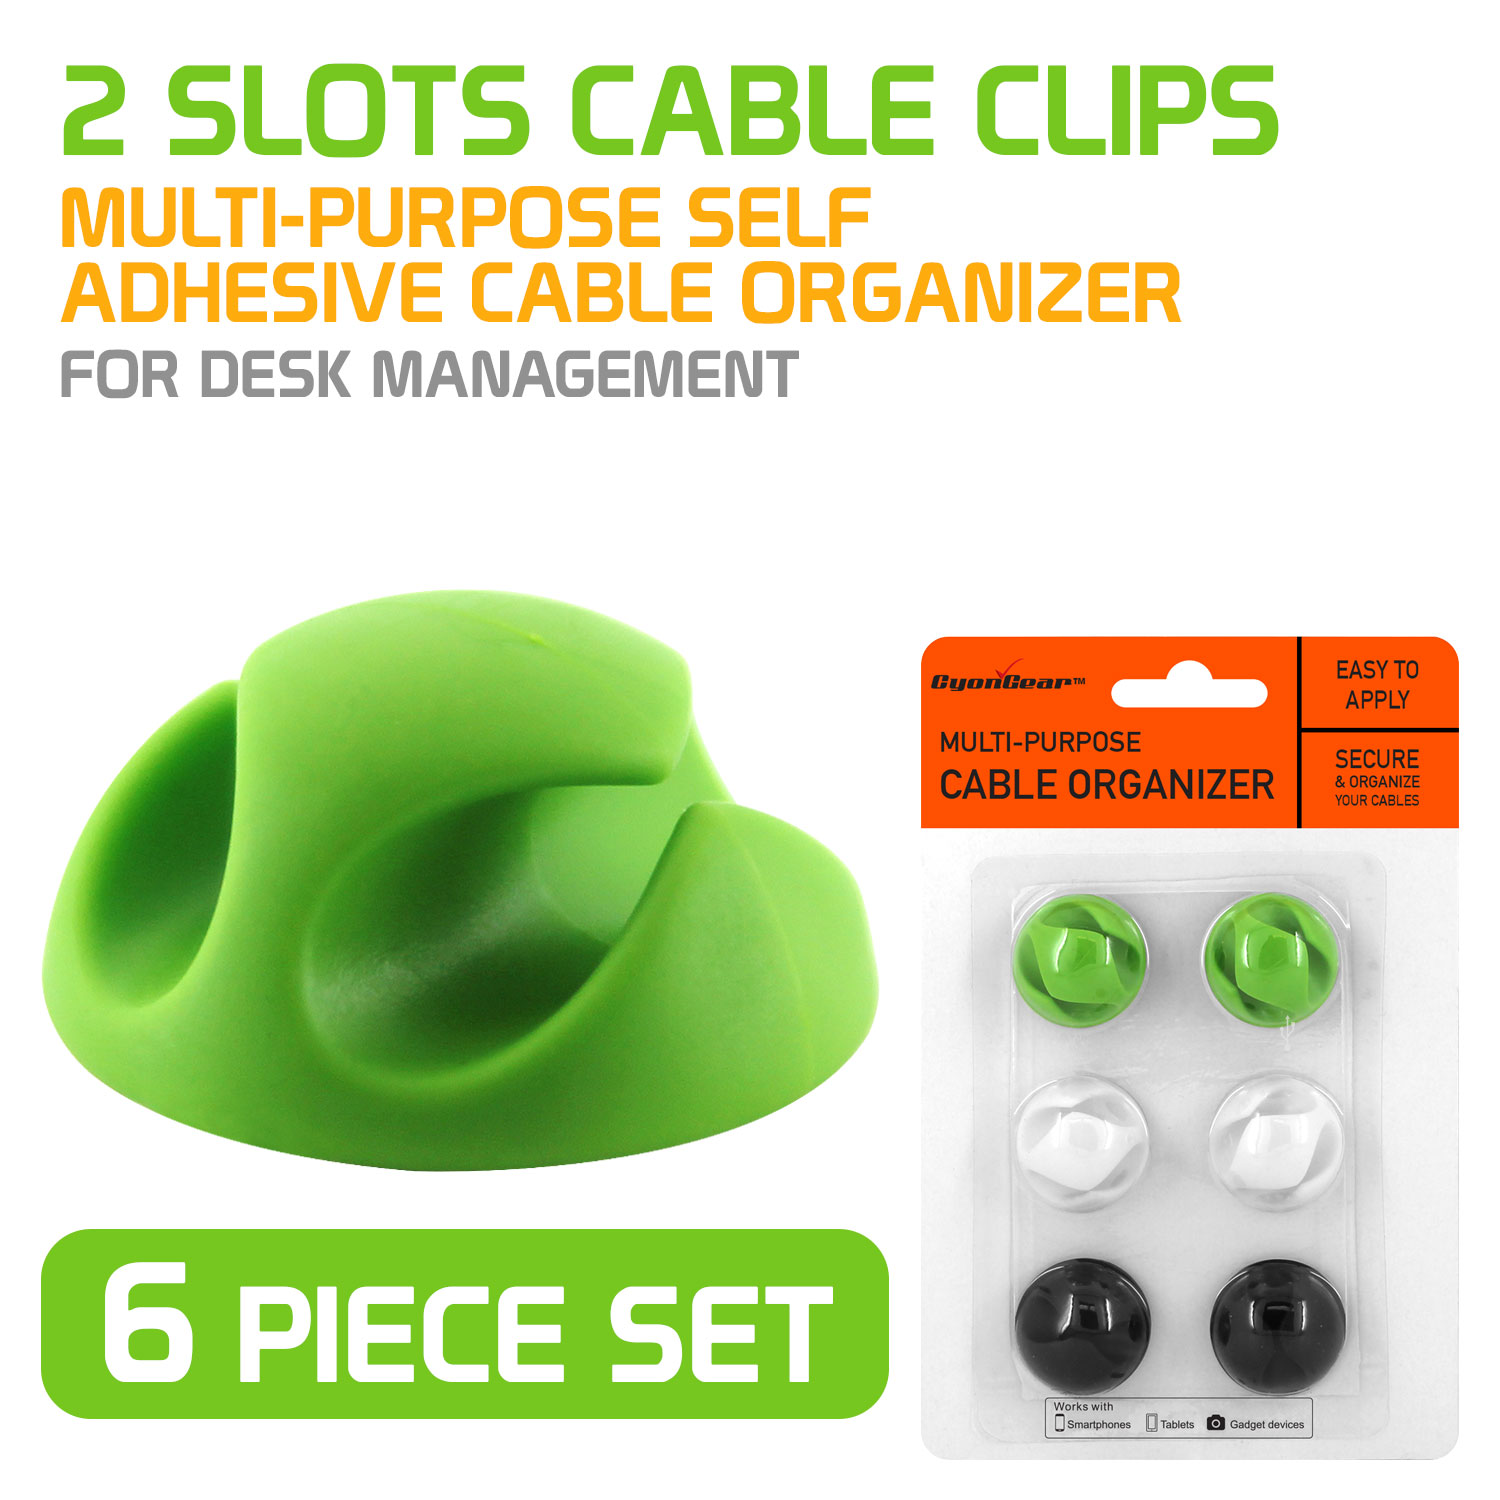 2 SLOTS CABLE CLIPS
MULTI-PURPOSE SELF
ADHESIVE CABLE ORGANIZER
FOR DESK MANAGEMENT
CyonGear™
MULTI-PURPOSE
CABLE ORGANIZER
EASY TO
APPLY
SECURE
& ORGANIZE
YOUR CABLES
Works with
Smartphones Tablets Gadget devices
6 PIECE SET